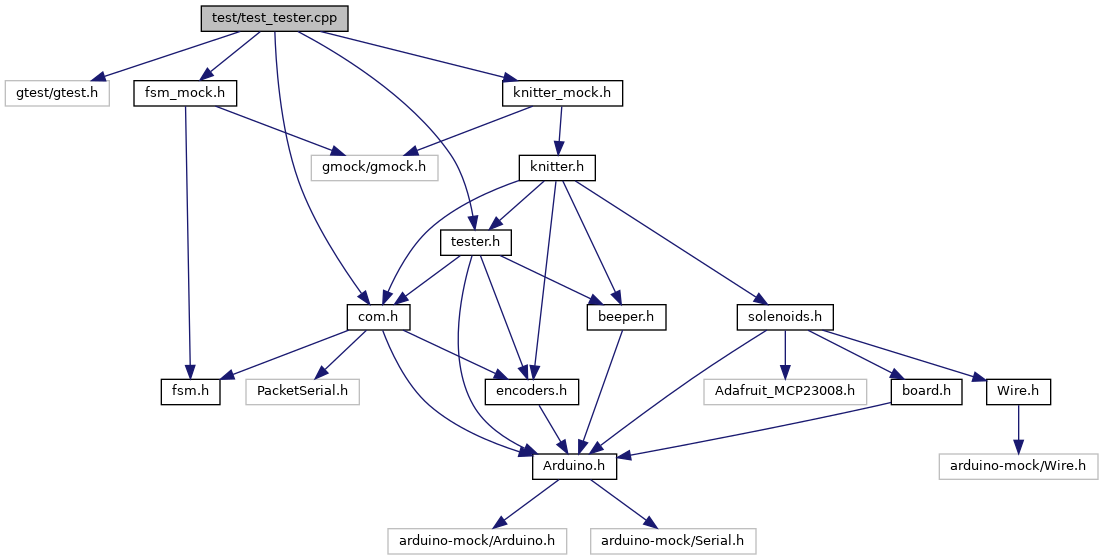 test/test_tester.cpp
gtest/gtest.h
fsm_mock.h
knitter_mock.h
gmock/gmock.h
knitter.h
tester.h
com.h
beeper.h
solenoids.h
fsm.h
PacketSerial.h
encoders.h
Adafruit_MCP23008.h
board.h
Wire.h
Arduino.h
arduino-mock/Wire.h
arduino-mock/Arduino.h
arduino-mock/Serial.h